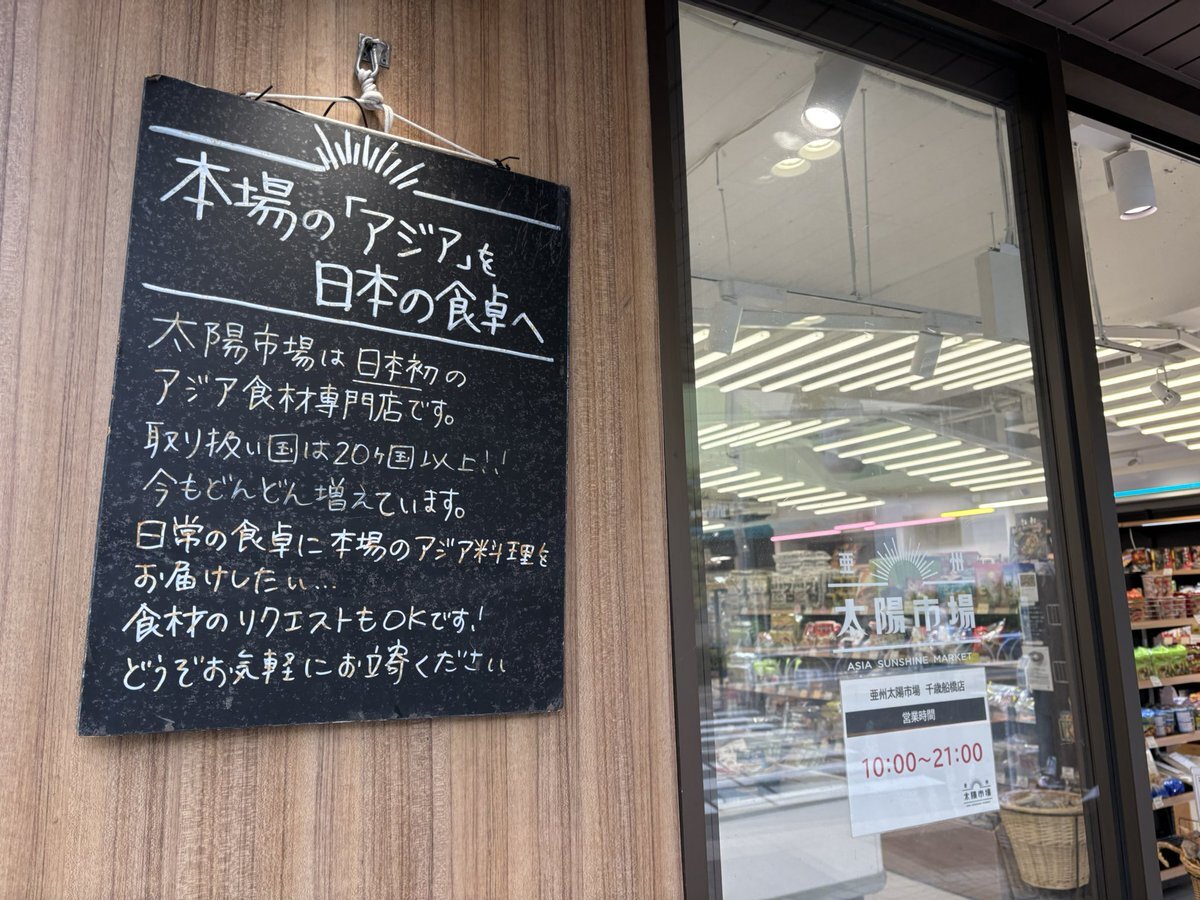 本場の「アジア」を
日本の食卓へ
太陽市場は日本初の
アジア食材専門店です。
取り扱い国は20ヶ国以上!!
今もどんどん増えています。
日常の食卓に本場のアジア料理を
お届けしたい…
食材のリクエストもOKです!
どうぞお気軽にお立寄ください
亜州
太陽市場
ASIA SUNSHINE MARKET
亜州太陽市場 千歳船橋店
営業時間
10:00~21:00
太陽市場